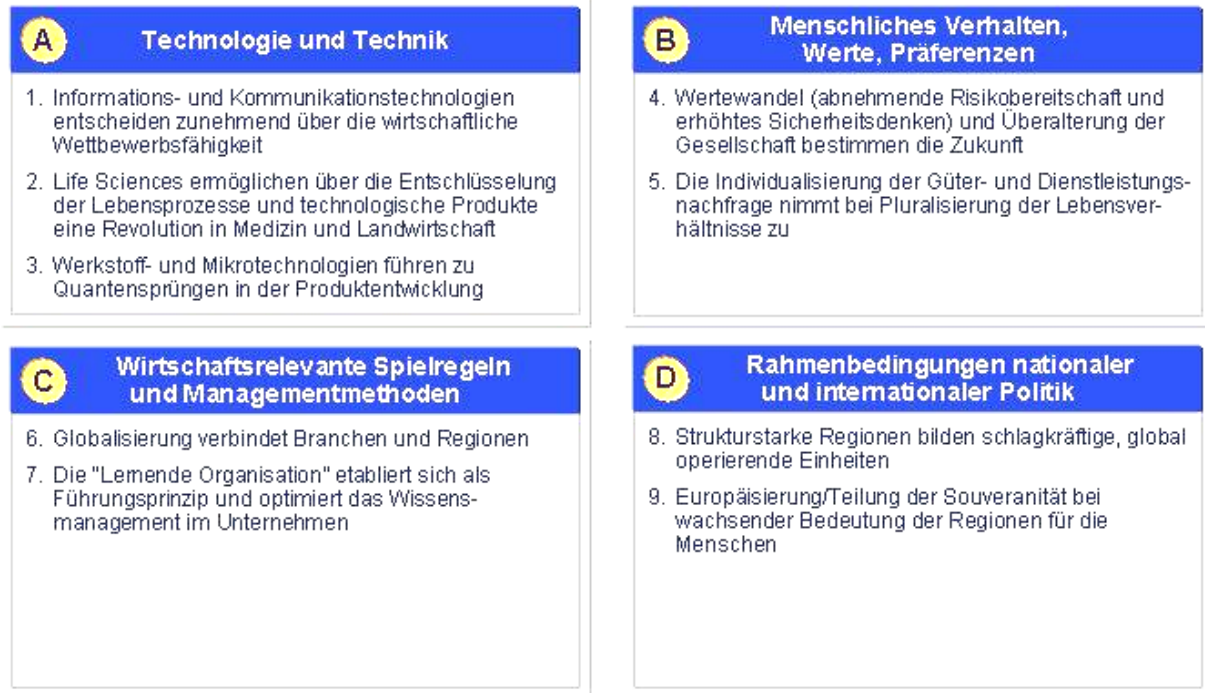 A
Technologie und Technik
1. Informations- und Kommunikationstechnologien
entscheiden zunehmend über die wirtschaftliche
Wettbewerbsfähigkeit
2. Life Sciences ermöglichen über die Entschlüsselung
der Lebensprozesse und technologische Produkte
eine Revolution in Medizin und Landwirtschaft
3. Werkstoff- und Mikrotechnologien führen zu
Quantensprüngen in der Produktentwicklung
B
Menschliches Verhalten,
Werte, Präferenzen
4. Wertewandel (abnehmende Risikobereitschaft und
erhöhtes Sicherheitsdenken) und Überalterung der
Gesellschaft bestimmen die Zukunft
5. Die Individualisierung der Güter- und Dienstleistungs-
nachfrage nimmt bei Pluralisierung der Lebensver-
hältnisse zu
C
Wirtschaftsrelevante Spielregeln
und Managementmethoden
6. Globalisierung verbindet Branchen und Regionen
7. Die "Lernende Organisation" etabliert sich als
Führungsprinzip und optimiert das Wissens-
management im Unternehmen
D
Rahmenbedingungen nationaler
und internationaler Politik
8. Strukturstarke Regionen bilden schlagkräftige, global
operierende Einheiten
9. Europäisierung/Teilung der Souveranität bei
wachsender Bedeutung der Regionen für die
Menschen